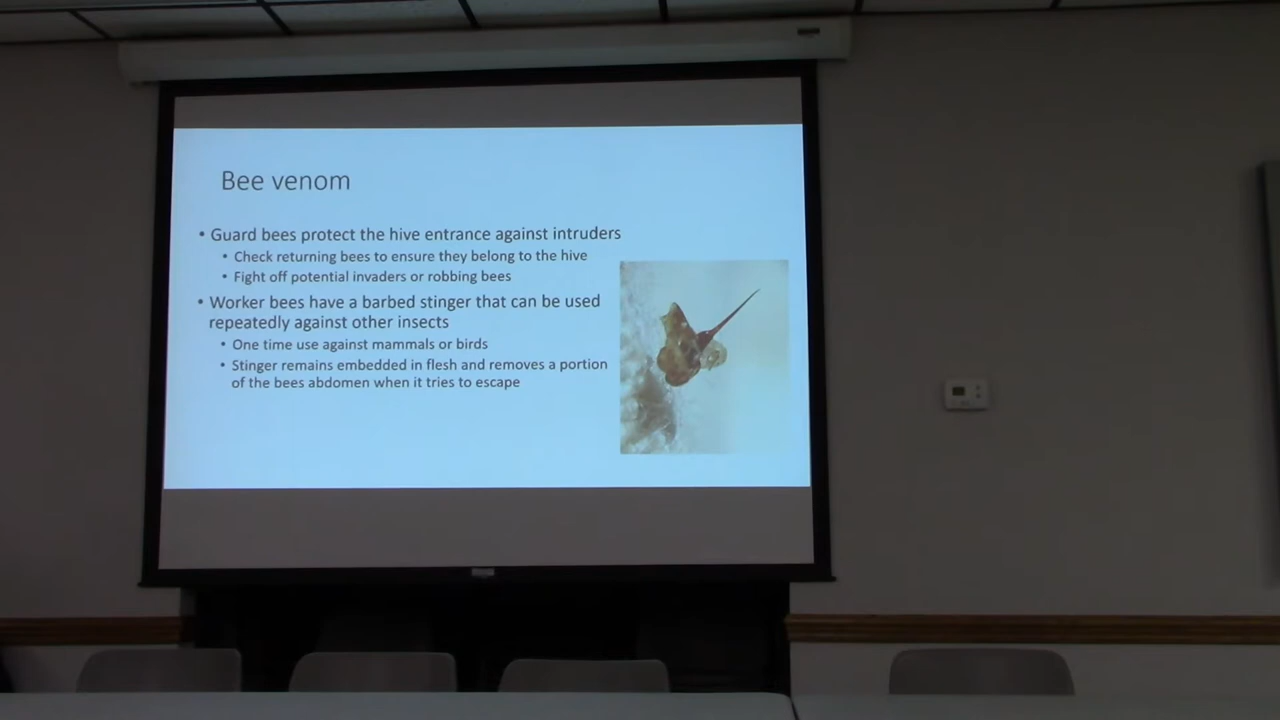 Bee venom
• Guard bees protect the hive entrance against intruders
• Check returning bees to ensure they belong to the hive
• Fight off potential invaders or robbing bees
• Worker bees have a barbed stinger that can be used
repeatedly against other insects
• One time use against mammals or birds
• Stinger remains embedded in flesh and removes a portion
of the bees abdomen when it tries to escape